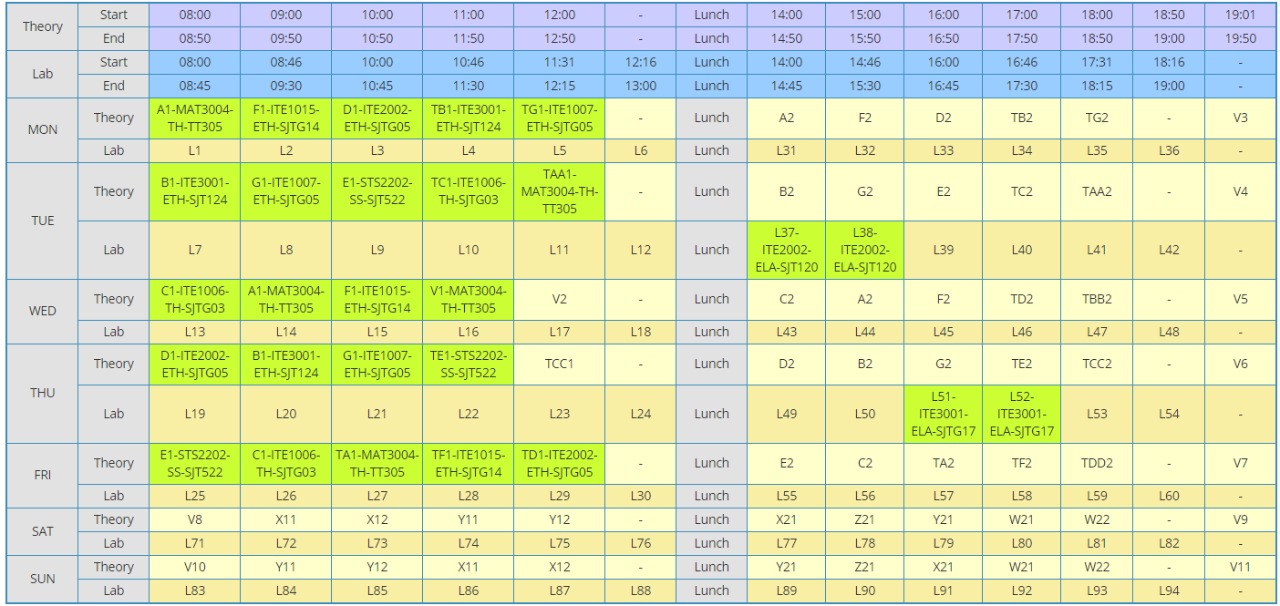 Theory Start 08:00 09:00 10:00 11:00 12:00 - Lunch 14:00 15:00 16:00 17:00 18:00 18:50 19:01
End 08:50 09:50 10:50 11:50 12:50 - Lunch 14:50 15:50 16:50 17:50 18:50 19:00 19:50
Lab Start 08:00 08:46 10:00 10:46 11:31 12:16 Lunch 14:00 14:46 16:00 16:46 17:31 18:16 -
End 08:45 09:30 10:45 11:30 12:15 13:00 Lunch 14:45 15:30 16:45 17:30 18:15 19:00 -
MON Theory A1-MAT3004-TH-TT305 F1-ITE1015-ETH-SJTG14 D1-ITE2002-ETH-SJTG05 TB1-ITE3001-ETH-SJT124 TG1-ITE1007-ETH-SJTG05 - Lunch A2 F2 D2 TB2 TG2 - V3
Lab L1 L2 L3 L4 L5 L6 Lunch L31 L32 L33 L34 L35 L36 -
TUE Theory B1-ITE3001-ETH-SJT124 G1-ITE1007-ETH-SJTG05 E1-STS2202-SS-SJT522 TC1-ITE1006-TH-SJTG03 TAA1-MAT3004-TH-TT305 - Lunch B2 G2 E2 TC2 TAA2 - V4
Lab L7 L8 L9 L10 L11 L12 Lunch L37-ITE2002-ELA-SJT120 L38-ITE2002-ELA-SJT120 L39 L40 L41 L42 -
WED Theory C1-ITE1006-TH-SJTG03 A1-MAT3004-TH-TT305 F1-ITE1015-ETH-SJTG14 V1-MAT3004-TH-TT305 V2 - Lunch C2 A2 F2 TD2 TBB2 - V5
Lab L13 L14 L15 L16 L17 L18 Lunch L43 L44 L45 L46 L47 L48 -
THU Theory D1-ITE2002-ETH-SJTG05 B1-ITE3001-ETH-SJT124 G1-ITE1007-ETH-SJTG05 TE1-STS2202-SS-SJT522 TCC1 - Lunch D2 B2 G2 TE2 TCC2 - V6
Lab L19 L20 L21 L22 L23 L24 Lunch L49 L50 L51-ITE3001-ELA-SJTG17 L52-ITE3001-ELA-SJTG17 L53 L54 -
FRI Theory E1-STS2202-SS-SJT522 C1-ITE1006-TH-SJTG03 TA1-MAT3004-TH-TT305 TF1-ITE1015-ETH-SJTG14 TD1-ITE2002-ETH-SJTG05 - Lunch E2 C2 TA2 TF2 TDD2 - V7
Lab L25 L26 L27 L28 L29 L30 Lunch L55 L56 L57 L58 L59 L60 -
SAT Theory V8 X11 X12 Y11 Y12 - Lunch X21 Z21 Y21 W21 W22 - V9
Lab L71 L72 L73 L74 L75 L76 Lunch L77 L78 L79 L80 L81 L82 -
SUN Theory V10 Y11 Y12 X11 X12 - Lunch Y21 Z21 X21 W21 W22 - V11
Lab L83 L84 L85 L86 L87 L88 Lunch L89 L90 L91 L92 L93 L94 -